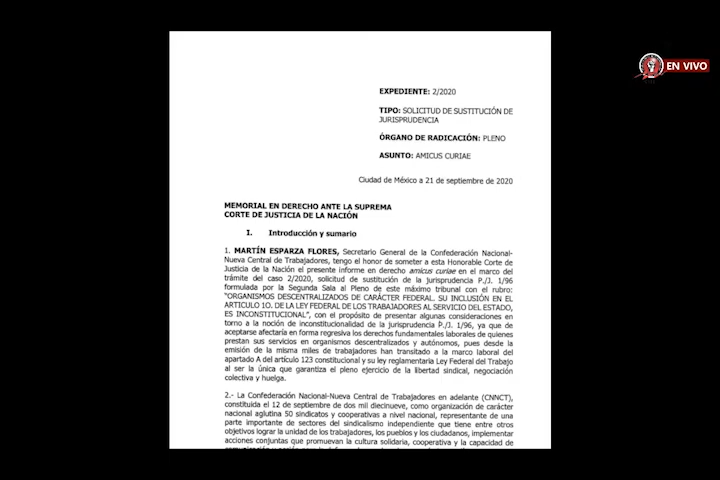 EN VIVO
EXPEDIENTE: 2/2020
TIPO: SOLICITUD DE SUSTITUCIÓN DE
JURISPRUDENCIA
ÓRGANO DE RADICACIÓN: PLENO
ASUNTO: AMICUS CURIAE
Ciudad de México a 21 de septiembre de 2020
MEMORIAL EN DERECHO ANTE LA SUPREMA
CORTE DE JUSTICIA DE LA NACIÓN
I. Introducción y sumario
1. MARTÍN ESPARZA FLORES, Secretario General de la Confederación Nacional-
Nueva Central de Trabajadores, tengo el honor de someter a esta Honorable Corte de
Justicia de la Nación el presente informe en derecho amicus curiae en el marco del
trámite del caso 2/2020, solicitud de sustitución de la jurisprudencia P./J. 1/96
formulada por la Segunda Sala al Pleno de este máximo tribunal con el rubro:
"ORGANISMOS DESCENTRALIZADOS DE CARÁCTER FEDERAL. SU INCLUSIÓN EN EL
ARTICULO 1O. DE LA LEY FEDERAL DE LOS TRABAJADORES AL SERVICIO DEL ESTADO,
ES INCONSTITUCIONAL", con el propósito de presentar algunas consideraciones en
torno a la noción de inconstitucionalidad de la jurisprudencia P./J. 1/96, ya que de
aceptarse afectaría en forma regresiva los derechos fundamentales laborales de quienes
prestan sus servicios en organismos descentralizados y autónomos, pues desde la
emisión de la misma miles de trabajadores han transitado a la marco laboral del
apartado A del artículo 123 constitucional y su ley reglamentaria Ley Federal del Trabajo
al ser la única que garantiza el pleno ejercicio de la libertad sindical, negociación
colectiva y huelga.
2.- La Confederación Nacional-Nueva Central de Trabajadores en adelante (CNNCT),
constituida el 12 de septiembre de dos mil diecinueve, como organización de carácter
nacional aglutina 50 sindicatos y cooperativas a nivel nacional, representante de una
parte importante de sectores del sindicalismo independiente que tiene entre otros
objetivos lograr la unidad de los trabajadores, los pueblos y los ciudadanos, implementar
acciones conjuntas que promuevan la cultura solidaria, cooperativa y la capacidad de